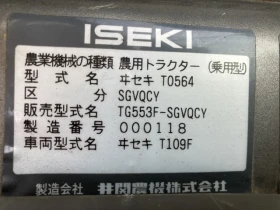 ISEKI
農業機械の種類 農用トラクター (乗用型)
型式名 ヰセキ T0564
区分 SGVQCY
販売型式名 TG553F-SGVQCY
製造番号 000118
車両型式名 ヰセキ T109F
製造会社 井関農機株式会社